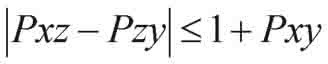 |Pxz − Pzy| ≤ 1 + Pxy